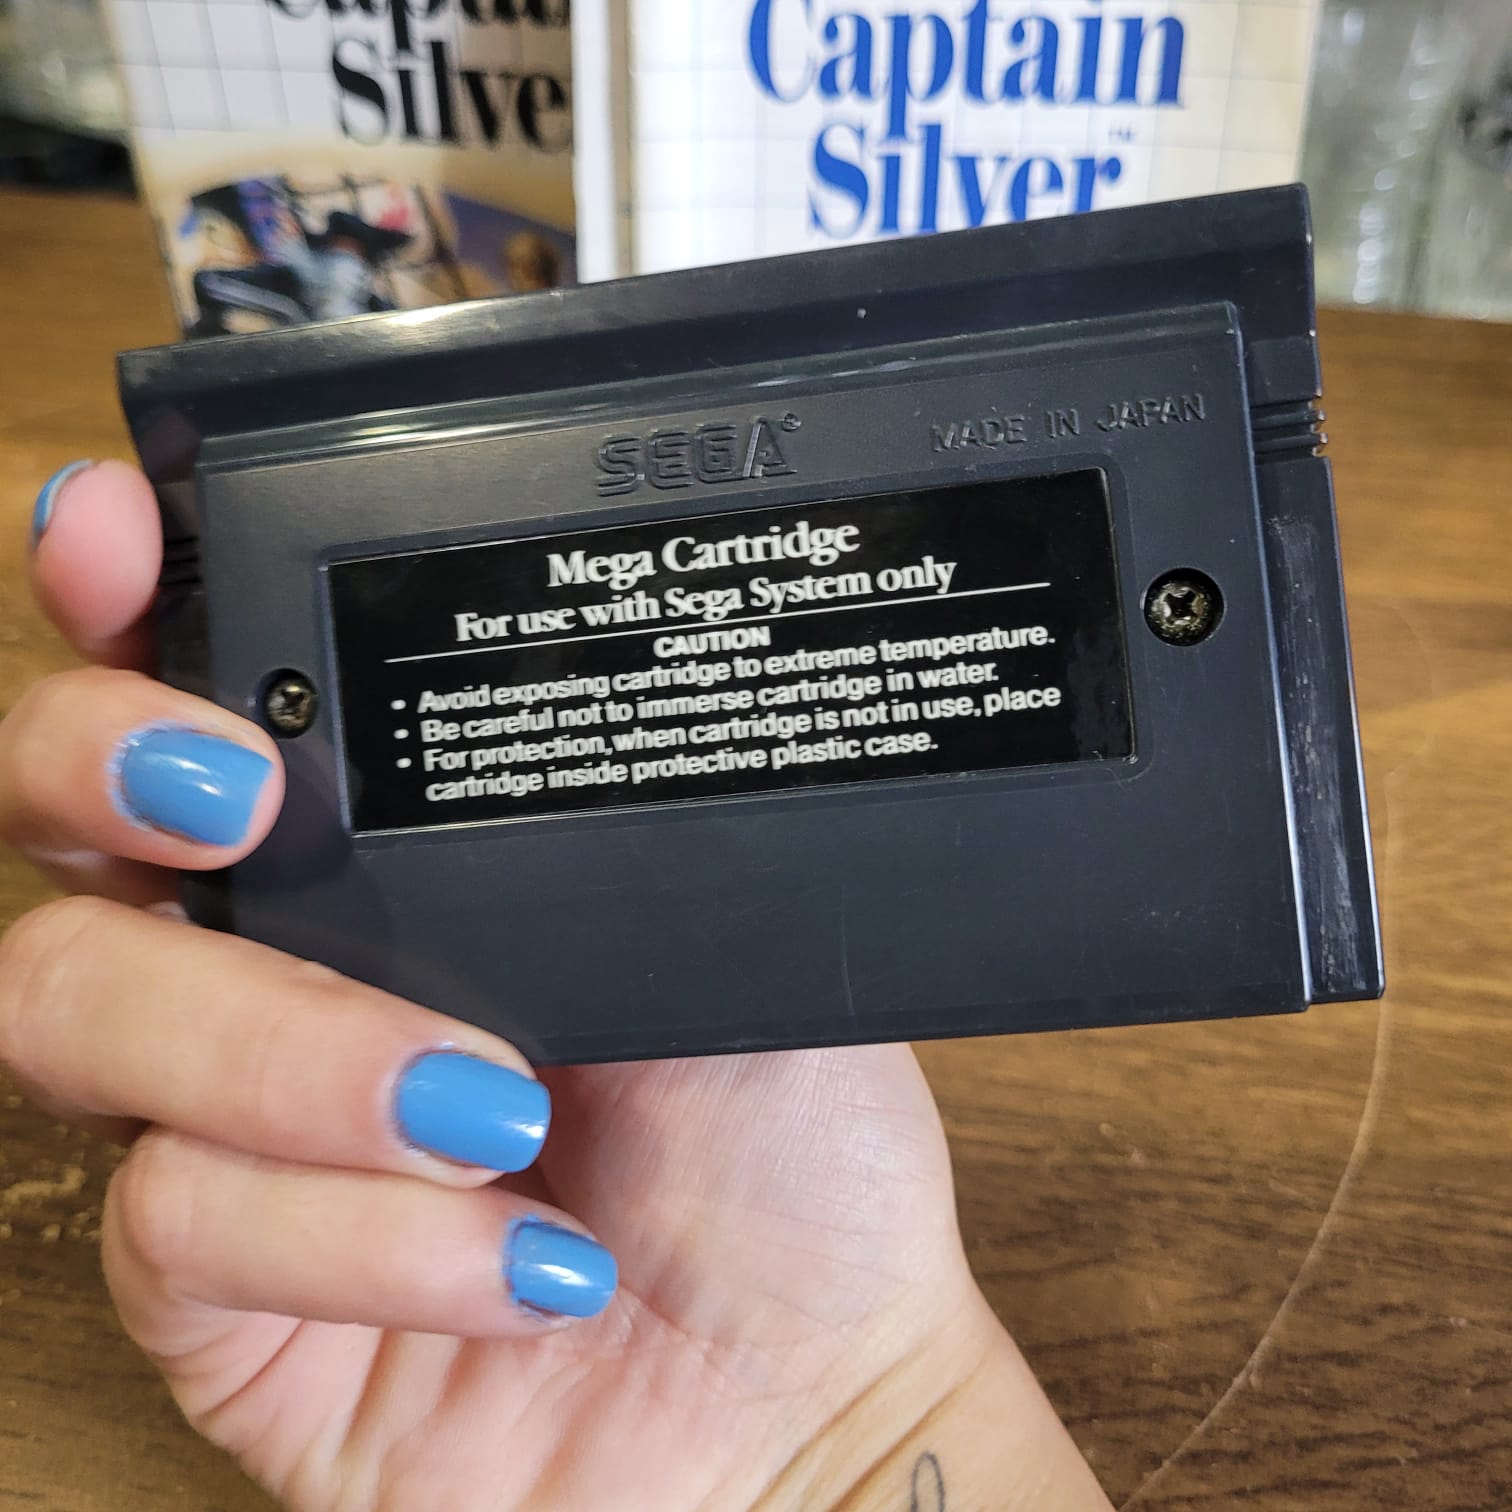 Silver
Captain
Silver™
SEGA®
MADE IN JAPAN
Mega Cartridge
For use with Sega System only
CAUTION
• Avoid exposing cartridge to extreme temperature.
• Be careful not to immerse cartridge in water.
• For protection, when cartridge is not in use, place
cartridge inside protective plastic case.